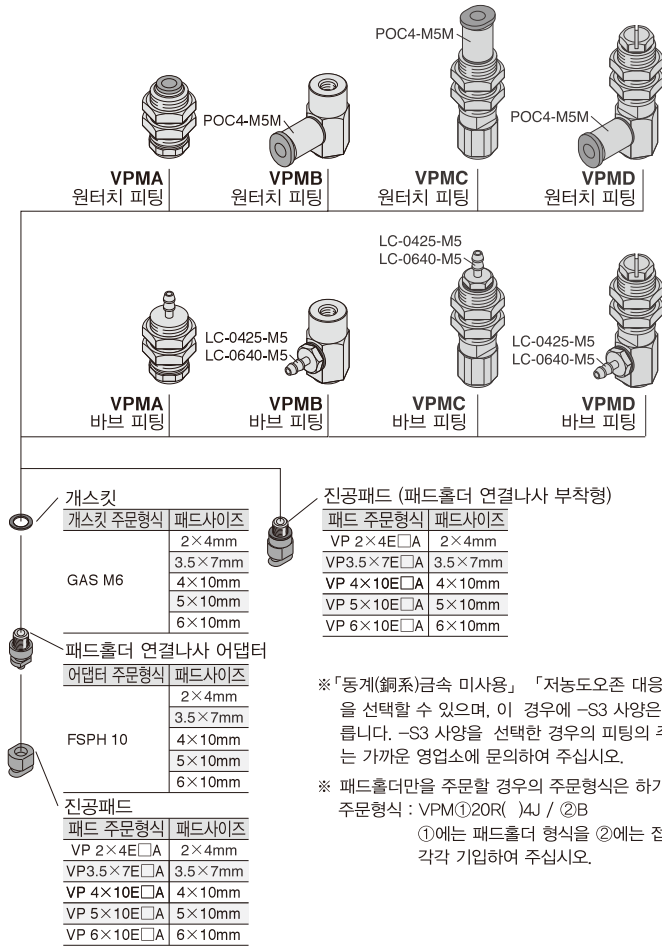 POC4-M5M
POC4-M5M
POC4-M5M
VPMA
원터치 피팅
VPMB
원터치 피팅
VPMC
원터치 피팅
VPMD
원터치 피팅
LC-0425-M5
LC-0640-M5
LC-0425-M5
LC-0640-M5
LC-0425-M5
LC-0640-M5
VPMA
바브 피팅
VPMB
바브 피팅
VPMC
바브 피팅
VPMD
바브 피팅
개스킷
개스킷 주문형식 패드사이즈
GAS M6
2×4mm
3.5×7mm
4×10mm
5×10mm
6×10mm
패드홀더 연결나사 어댑터
어댑터 주문형식 패드사이즈
FSPH 10
2×4mm
3.5×7mm
4×10mm
5×10mm
6×10mm
진공패드
패드 주문형식 패드사이즈
VP 2×4E□A 2×4mm
VP3.5×7E□A 3.5×7mm
VP 4×10E□A 4×10mm
VP 5×10E□A 5×10mm
VP 6×10E□A 6×10mm
진공패드 (패드홀더 연결나사 부착형)
패드 주문형식 패드사이즈
VP 2×4E□A 2×4mm
VP3.5×7E□A 3.5×7mm
VP 4×10E□A 4×10mm
VP 5×10E□A 5×10mm
VP 6×10E□A 6×10mm
※「동계(銅系)금속 미사용」 「저농도오존 대응
을 선택할 수 있으며, 이 경우에 –S3 사양은
릅니다. –S3 사양을 선택한 경우의 피팅의 주
는 가까운 영업소에 문의하여 주십시오.
※ 패드홀더만을 주문할 경우의 주문형식은 하기
주문형식 : VPM①20R( )4J / ②B
①에는 패드홀더 형식을 ②에는 접
각각 기입하여 주십시오.